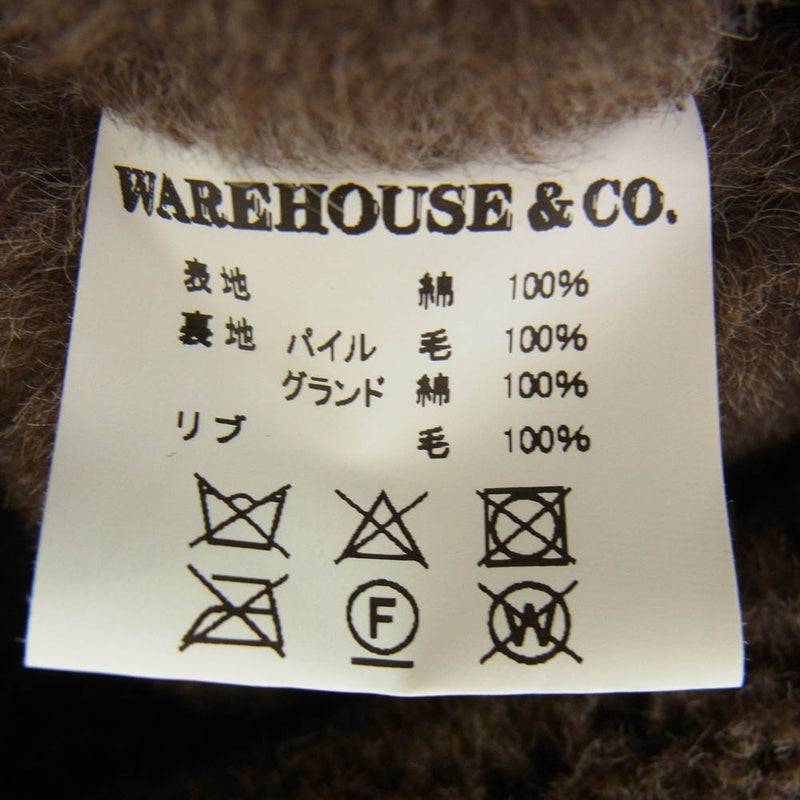 WAREHOUSE & CO.
表地 綿 100%
裏地 パイル 毛 100%
グランド 綿 100%
リブ 毛 100%
F W